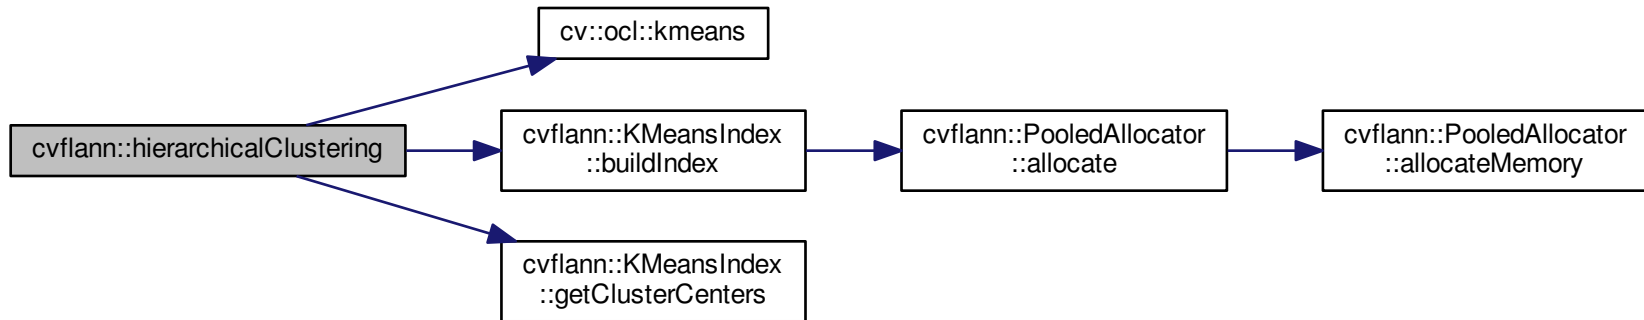 cv::ocl::kmeans
cvflann::hierarchicalClustering
cvflann::KMeansIndex
::buildIndex
cvflann::PooledAllocator
::allocate
cvflann::PooledAllocator
::allocateMemory
cvflann::KMeansIndex
::getClusterCenters